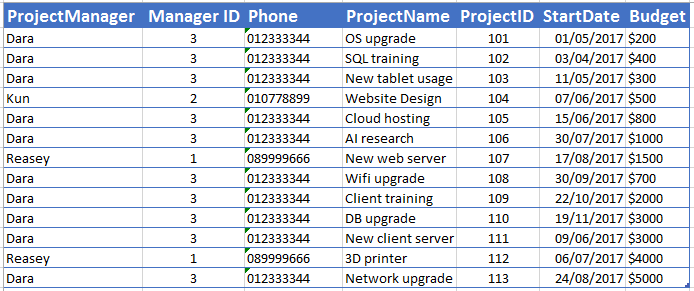 ProjectManager Manager ID Phone ProjectName ProjectID StartDate Budget
Dara 3 012333344 OS upgrade 101 01/05/2017 $200
Dara 3 012333344 SQL training 102 03/04/2017 $400
Dara 3 012333344 New tablet usage 103 11/05/2017 $300
Kun 2 010778899 Website Design 104 07/06/2017 $500
Dara 3 012333344 Cloud hosting 105 15/06/2017 $800
Dara 3 012333344 AI research 106 30/07/2017 $1000
Reasey 1 089999666 New web server 107 17/08/2017 $1500
Dara 3 012333344 Wifi upgrade 108 30/09/2017 $700
Dara 3 012333344 Client training 109 22/10/2017 $2000
Dara 3 012333344 DB upgrade 110 19/11/2017 $3000
Dara 3 012333344 New client server 111 09/06/2017 $3000
Reasey 1 089999666 3D printer 112 06/07/2017 $4000
Dara 3 012333344 Network upgrade 113 24/08/2017 $5000